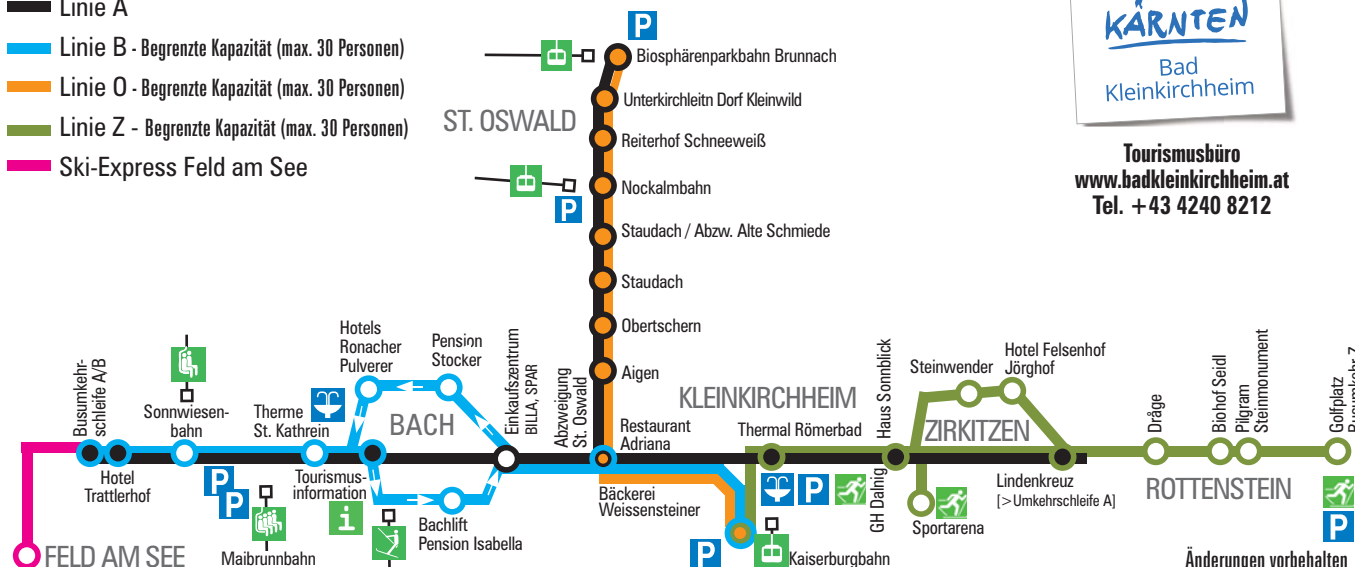 Linie A
Linie B - Begrenzte Kapazität (max. 30 Personen)
Linie O - Begrenzte Kapazität (max. 30 Personen)
Linie Z - Begrenzte Kapazität (max. 30 Personen)
Ski-Express Feld am See
KÄRNTEN
Bad
Kleinkirchheim
Tourismusbüro
www.badkleinkirchheim.at
Tel. +43 4240 8212
P
Biosphärenparkbahn Brunnach
Unterkirchleitn Dorf Kleinwild
ST. OSWALD
Reiterhof Schneeweiß
Nockalmbahn
P
Staudach / Abzw. Alte Schmiede
Staudach
Obertschern
Aigen
Busumkehr-
schleife A/B
Hotel
Trattlerhof
Sonnwiesen-
bahn
P
P
Maibrunnbahn
Therme
St. Kathrein
Tourismus-
information
i
Hotels
Ronacher
Pulverer
Pension
Stocker
BACH
Bachlift
Pension Isabella
Einkaufszentrum
BILLA, SPAR
Abzweigung
St. Oswald
Restaurant
Adriana
Bäckerei
Weissensteiner
KLEINKIRCHHEIM
Thermal Römerbad
P
P
Kaiserburgbahn
Haus Sonnblick
GH Dalnig
Steinwender
Hotel Felsenhof
Jörghof
ZIRKITZEN
Sportarena
Lindenkreuz
[>Umkehrschleife A]
Dråge
Biohof Seidl
Pilgram
Steinmonument
Golfplatz
ROTTENSTEIN
P
FELD AM SEE
Änderungen vorbehalten